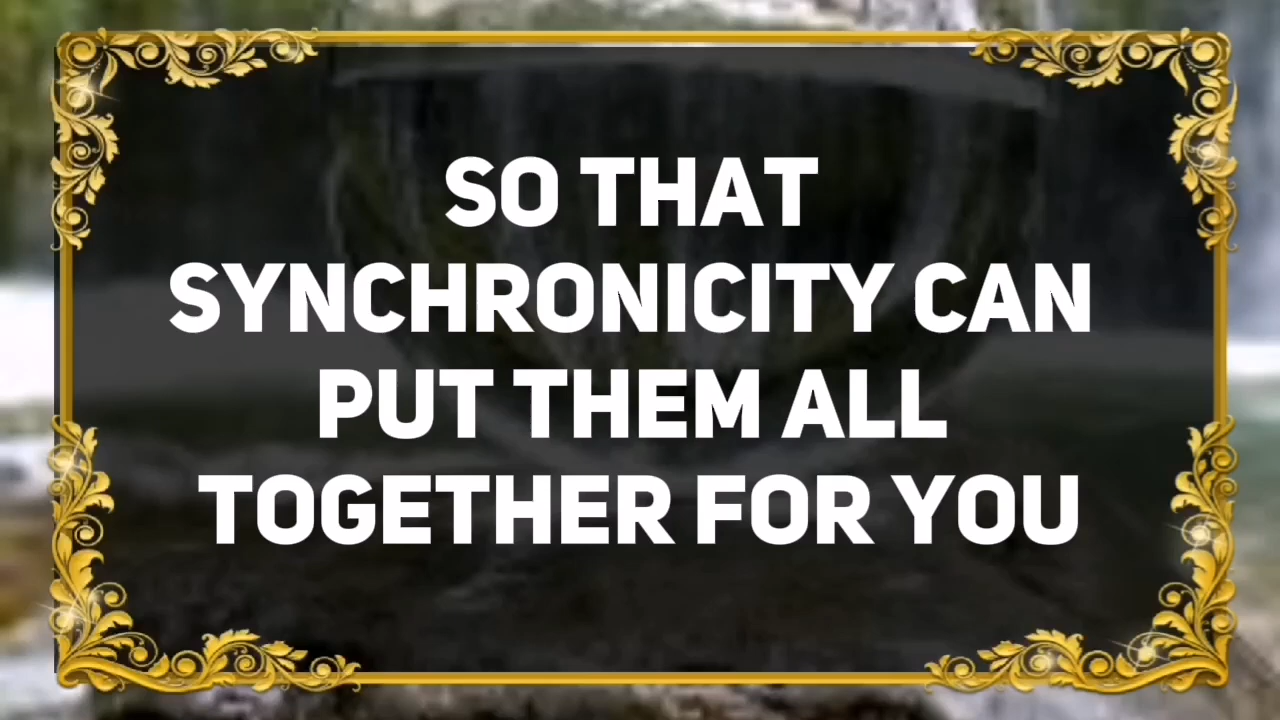 SO THAT
SYNCHRONICITY CAN
PUT THEM ALL
TOGETHER FOR YOU